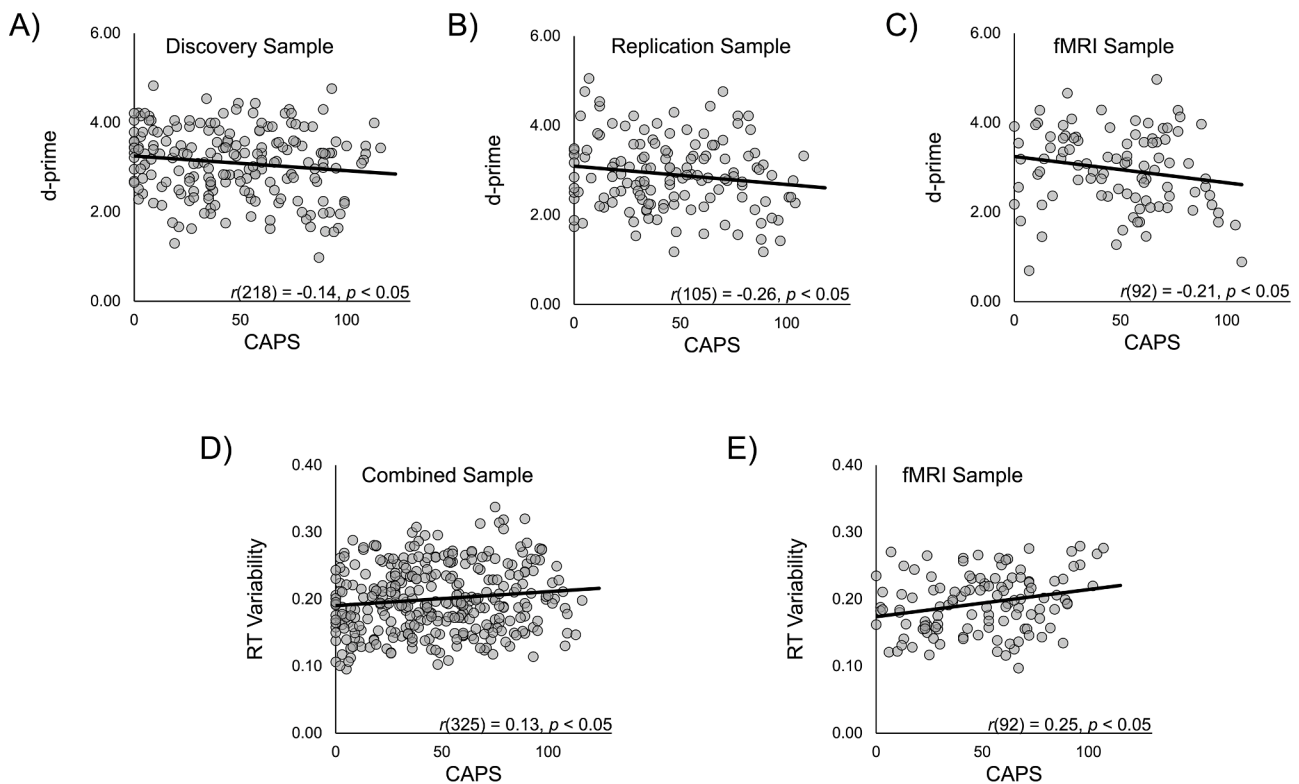 A)
Discovery Sample
6.00
4.00
2.00
0.00
d-prime
r(218) = -0.14, p < 0.05
0
50
100
CAPS
B)
Replication Sample
6.00
4.00
2.00
0.00
d-prime
r(105) = -0.26, p < 0.05
0
50
100
CAPS
C)
fMRI Sample
6.00
4.00
2.00
0.00
d-prime
r(92) = -0.21, p < 0.05
0
50
100
CAPS
D)
Combined Sample
0.40
0.30
0.20
0.10
0.00
RT Variability
r(325) = 0.13, p < 0.05
0
50
100
CAPS
E)
fMRI Sample
0.40
0.30
0.20
0.10
0.00
RT Variability
r(92) = 0.25, p < 0.05
0
50
100
CAPS